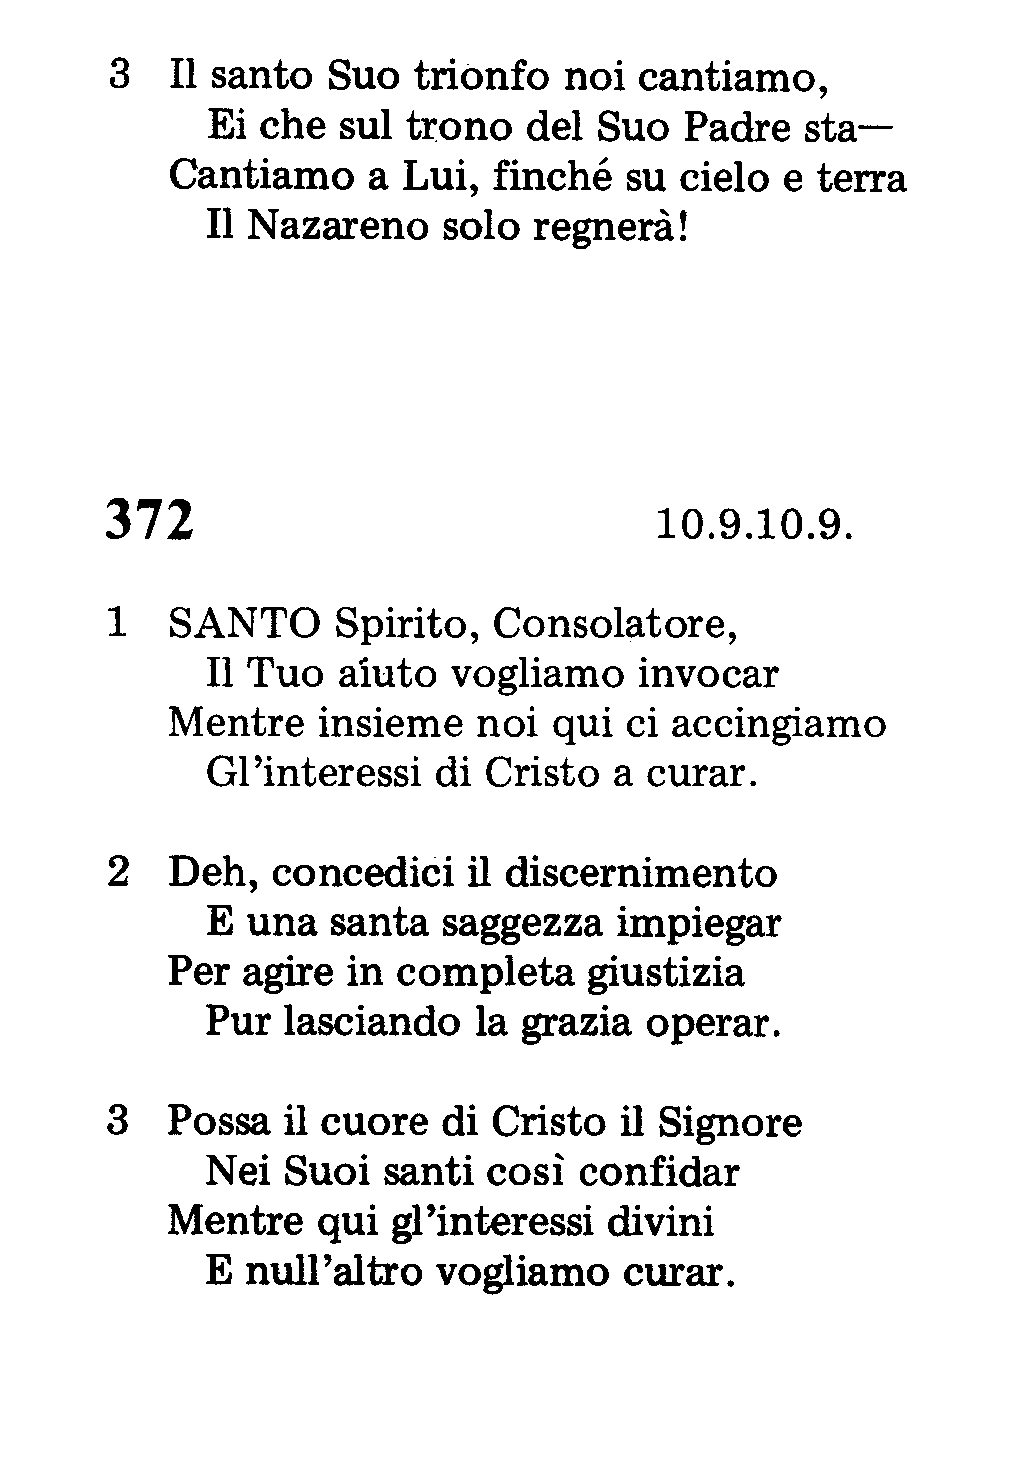 3 Il santo Suo trionfo noi cantiamo,
Ei che sul trono del Suo Padre sta—
Cantiamo a Lui, finché su cielo e terra
Il Nazareno solo regnerà!
372 10.9.10.9.
1 SANTO Spirito, Consolatore,
Il Tuo aiuto vogliamo invocar
Mentre insieme noi qui ci accingiamo
Gl'interessi di Cristo a curar.
2 Deh, concedici il discernimento
E una santa saggezza impiegar
Per agire in completa giustizia
Pur lasciando la grazia operar.
3 Possa il cuore di Cristo il Signore
Nei Suoi santi così confidar
Mentre qui gl'interessi divini
E null'altro vogliamo curar.